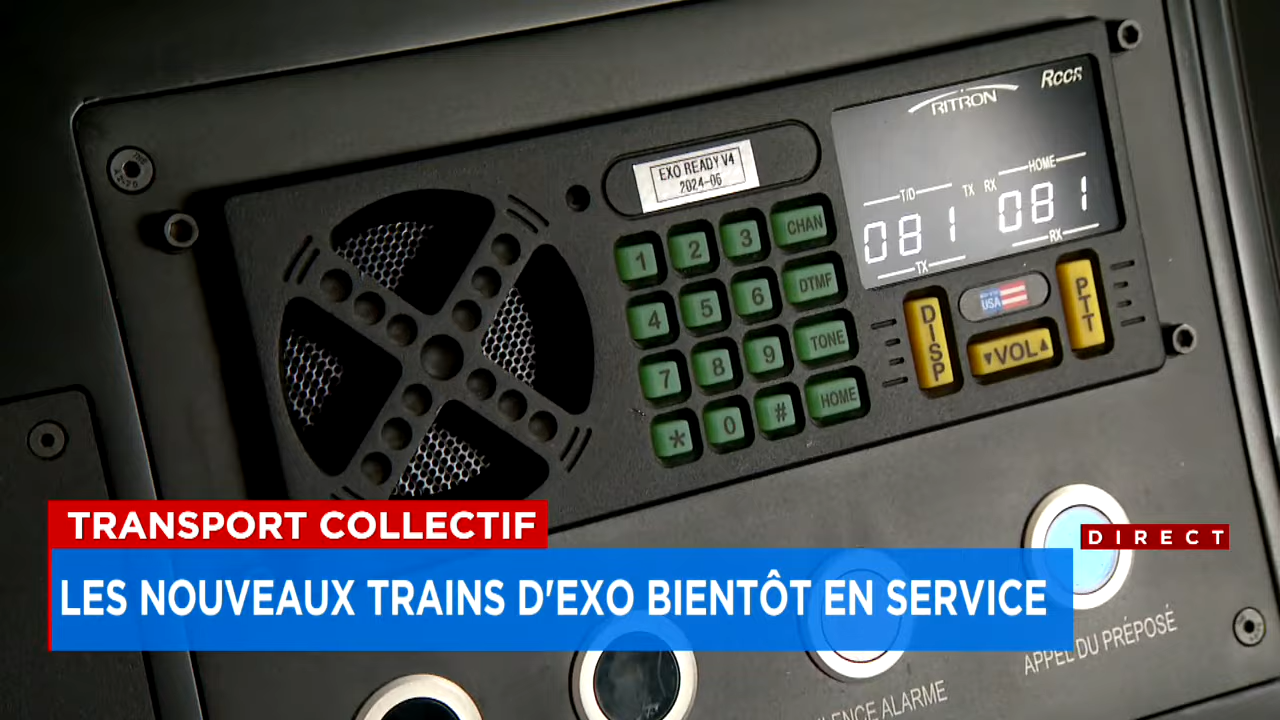 RITRON
EXO READY V4
2024-06
1 2 3 CHAN
4 5 6 DTMF
7 8 9 TONE
* 0 # HOME
T/D TX RX HOME
081 081
TX RX
DISP
USA
▼VOL▲
PTT
TRANSPORT COLLECTIF
DIRECT
LES NOUVEAUX TRAINS D'EXO BIENTÔT EN SERVICE
APPEL DU PRÉPOSÉ
ALARME